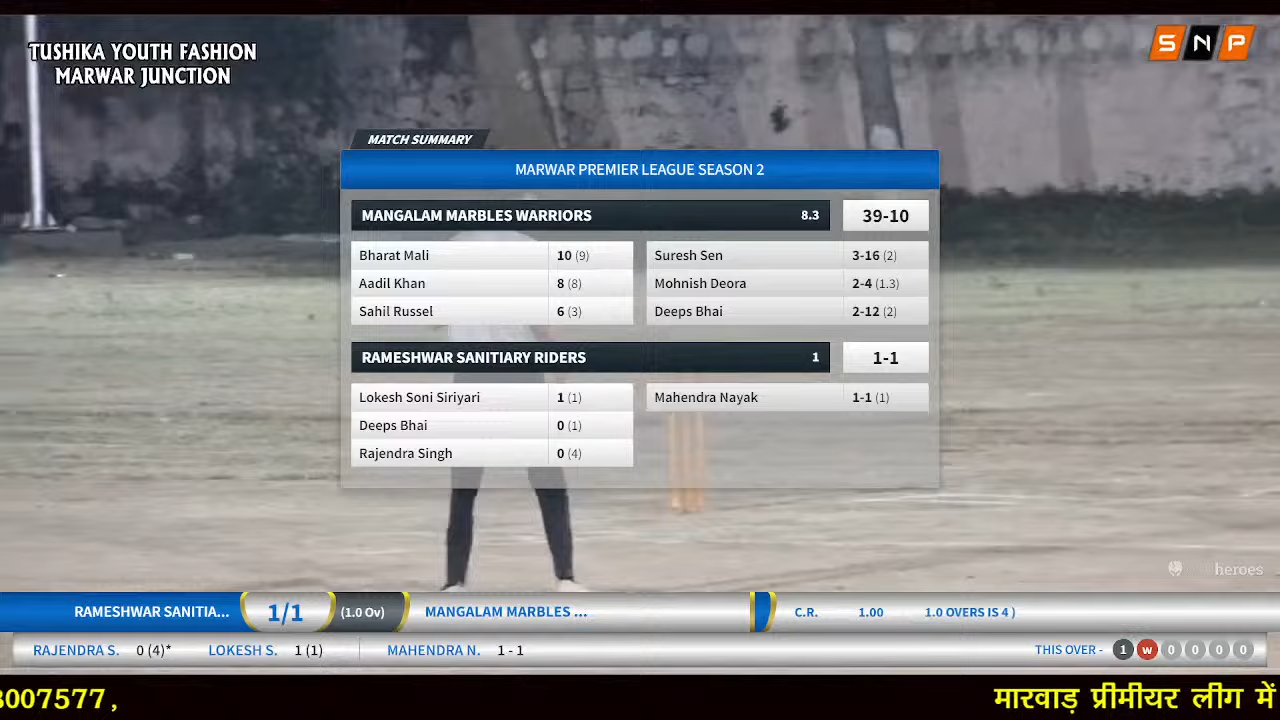 TUSHIKA YOUTH FASHION
MARWAR JUNCTION
SNP
MATCH SUMMARY
MARWAR PREMIER LEAGUE SEASON 2
MANGALAM MARBLES WARRIORS 8.3 39-10
Bharat Mali 10 (9) Suresh Sen 3-16 (2)
Aadil Khan 8 (8) Mohnish Deora 2-4 (1.3)
Sahil Russel 6 (3) Deeps Bhai 2-12 (2)
RAMESHWAR SANITIARY RIDERS 1 1-1
Lokesh Soni Siriyari 1 (1) Mahendra Nayak 1-1 (1)
Deeps Bhai 0 (1)
Rajendra Singh 0 (4)
heroes
RAMESHWAR SANITIA... 1/1 (1.0 Ov) MANGALAM MARBLES ... C.R. 1.00 1.0 OVERS IS 4 )
RAJENDRA S. 0 (4)* LOKESH S. 1 (1) MAHENDRA N. 1 - 1 THIS OVER - 1 W 0 0 0 0
3007577, मारवाड़ प्रीमीयर लीग में